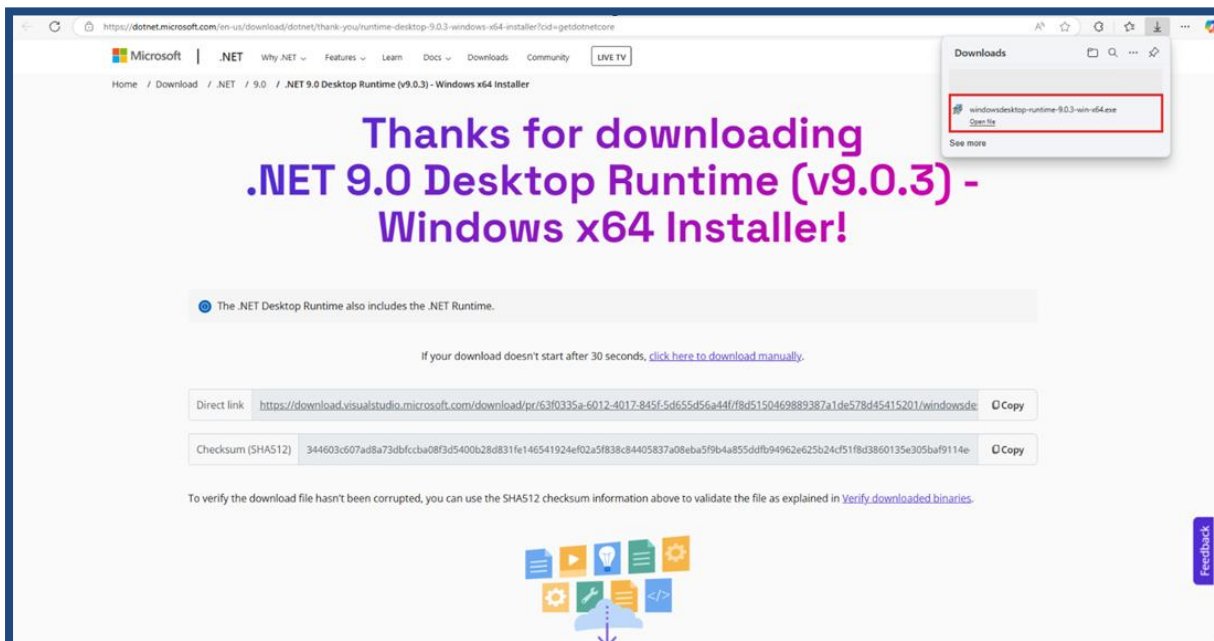 https://dotnet.microsoft.com/en-us/download/dotnet/thank-you/runtime-desktop-9.0.3-windows-x64-installer?cid=getdotnetcore
Microsoft | .NET Why .NET Features Learn Docs Downloads Community LIVE TV
Home / Download / .NET / 9.0 / .NET 9.0 Desktop Runtime (v9.0.3) - Windows x64 Installer
Downloads
windowsdesktop-runtime-9.0.3-win-x64.exe
Open file
See more
Thanks for downloading
.NET 9.0 Desktop Runtime (v9.0.3) -
Windows x64 Installer!
The .NET Desktop Runtime also includes the .NET Runtime.
If your download doesn't start after 30 seconds, click here to download manually.
Direct link https://download.visualstudio.microsoft.com/download/pr/63f0335a-6012-4017-845f-5d655d56a44f/f8d5150469889387a1de578d45415201/windowsde Copy
Checksum (SHA512) 344603c607ad8a73dbfccba08f3d5400b28d831fe146541924ef02a5f838c84405837a08eba5f9b4a855ddfb94962e625b24cf51f8d3860135e305baf9114e Copy
To verify the download file hasn't been corrupted, you can use the SHA512 checksum information above to validate the file as explained in Verify downloaded binaries.
Feedback